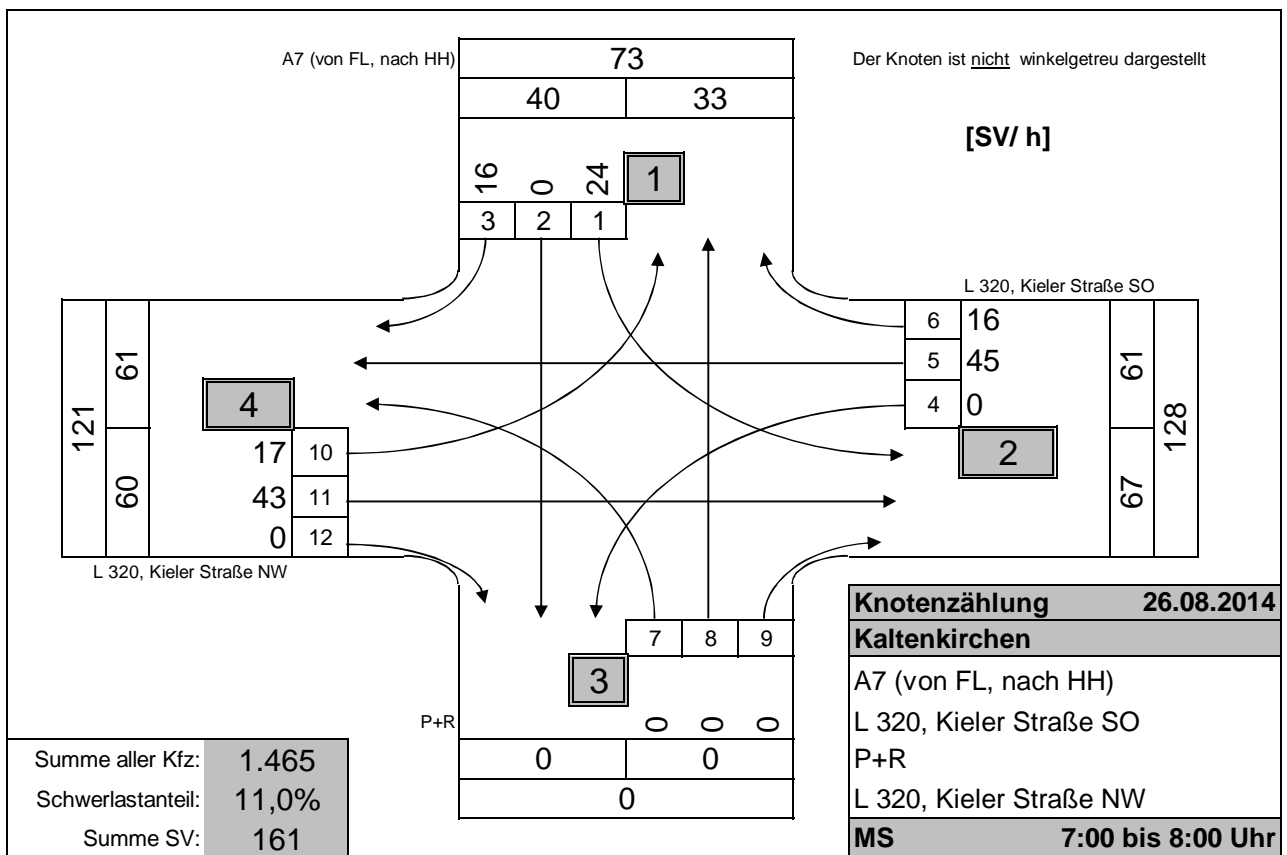 A7 (von FL, nach HH)
73
Der Knoten ist nicht winkelgetreu dargestellt
40 33
[SV/ h]
16 0 24 1
3 2 1
L 320, Kieler Straße SO
6 16
5 45
4 0
61
128
67
2
121
61
60
4
17 10
43 11
0 12
L 320, Kieler Straße NW
7 8 9
3
P+R
0 0 0
0 0
0
Summe aller Kfz: 1.465
Schwerlastanteil: 11,0%
Summe SV: 161
Knotenzählung 26.08.2014
Kaltenkirchen
A7 (von FL, nach HH)
L 320, Kieler Straße SO
P+R
L 320, Kieler Straße NW
MS 7:00 bis 8:00 Uhr